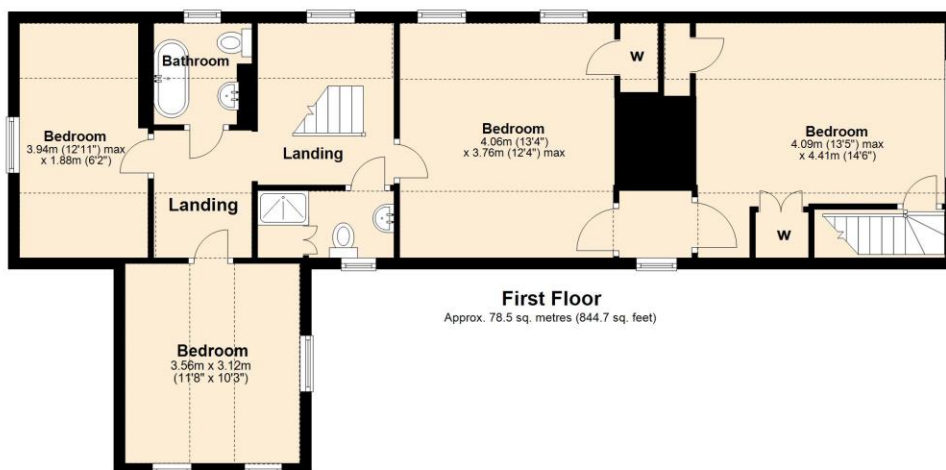 Bathroom
Bedroom
3.94m (12'11") max
x 1.88m (6'2")
Landing
Landing
Bedroom
4.06m (13'4")
x 3.76m (12'4") max
W
Bedroom
4.09m (13'5") max
x 4.41m (14'6")
W
Bedroom
3.56m x 3.12m
(11'8" x 10'3")
First Floor
Approx. 78.5 sq. metres (844.7 sq. feet)